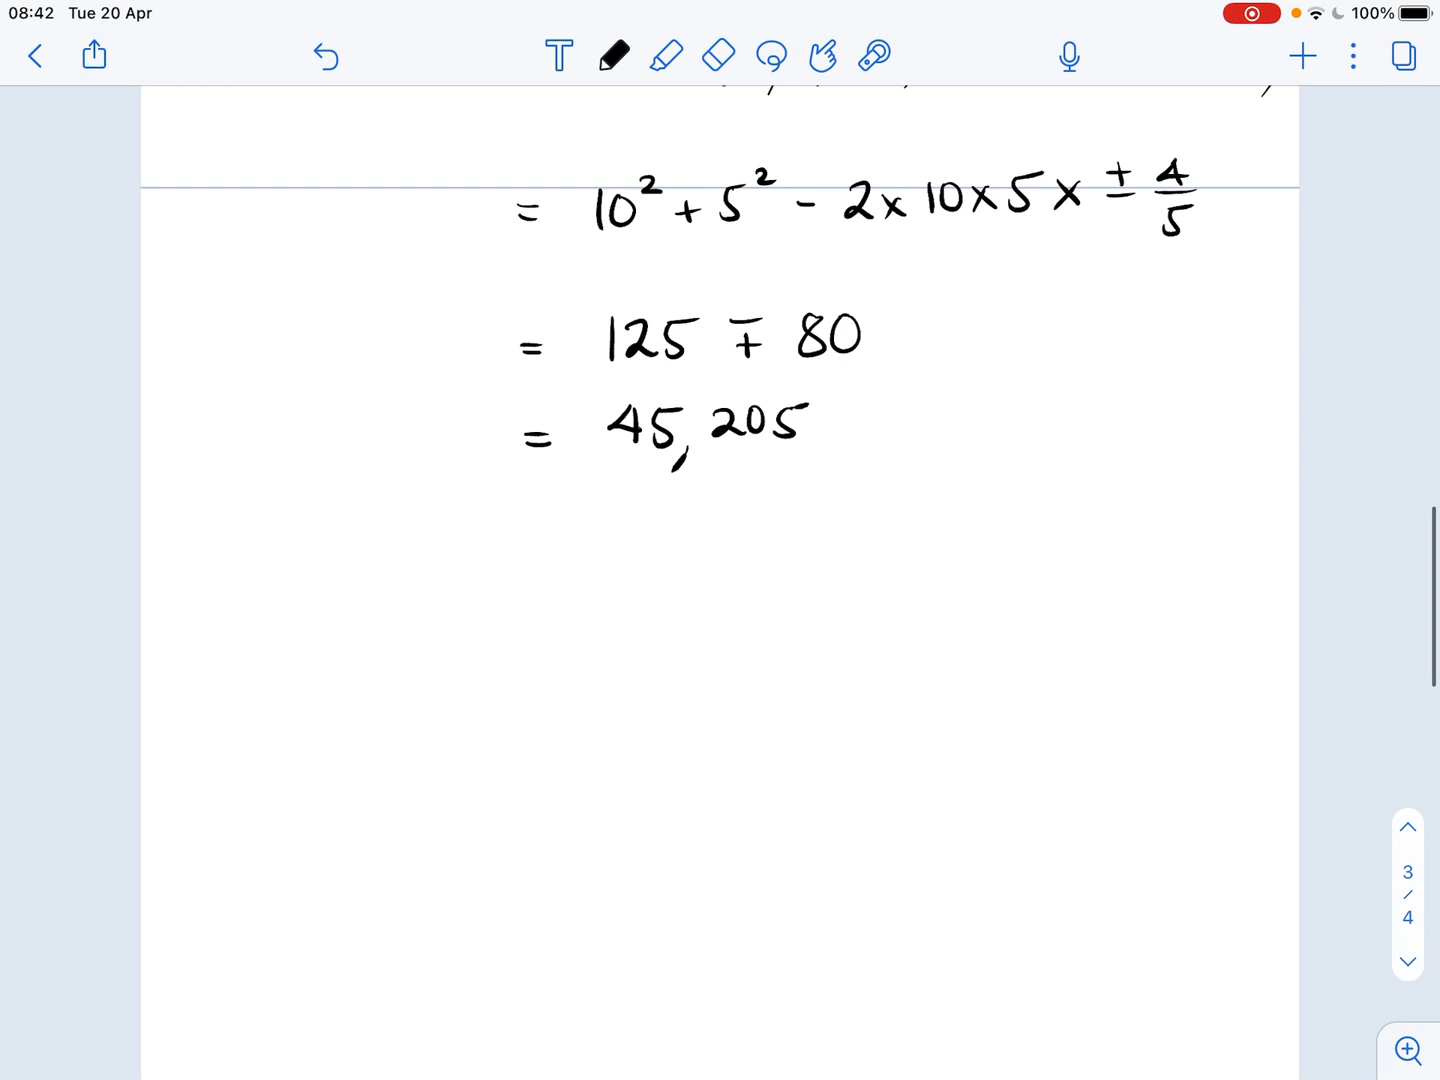 08:42 Tue 20 Apr 100%
T
= 10² + 5² - 2 x 10 x 5 x ± 4/5
= 125 ∓ 80
= 45, 205
3
/
4